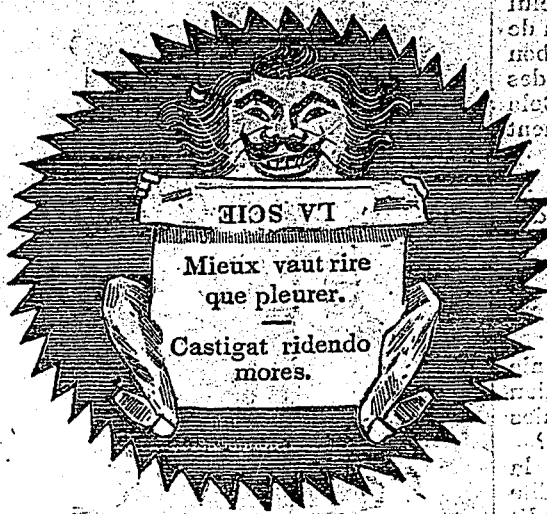 LA SCIE
Mieux vaut rire
que pleurer.
Castigat ridendo
mores.